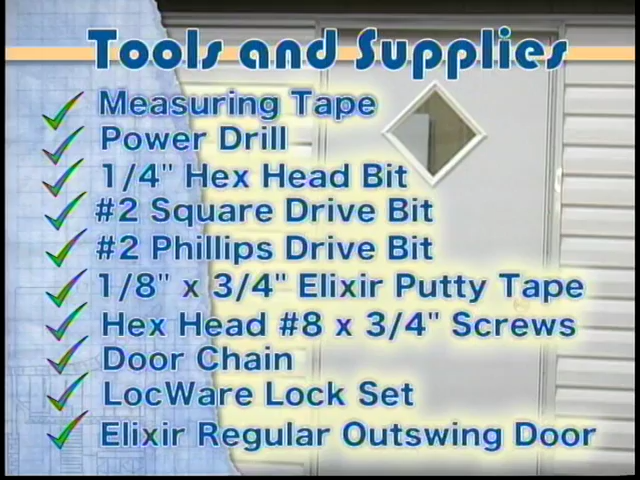 Tools and Supplies
Measuring Tape
Power Drill
1/4" Hex Head Bit
#2 Square Drive Bit
#2 Phillips Drive Bit
1/8" x 3/4" Elixir Putty Tape
Hex Head #8 x 3/4" Screws
Door Chain
LocWare Lock Set
Elixir Regular Outswing Door